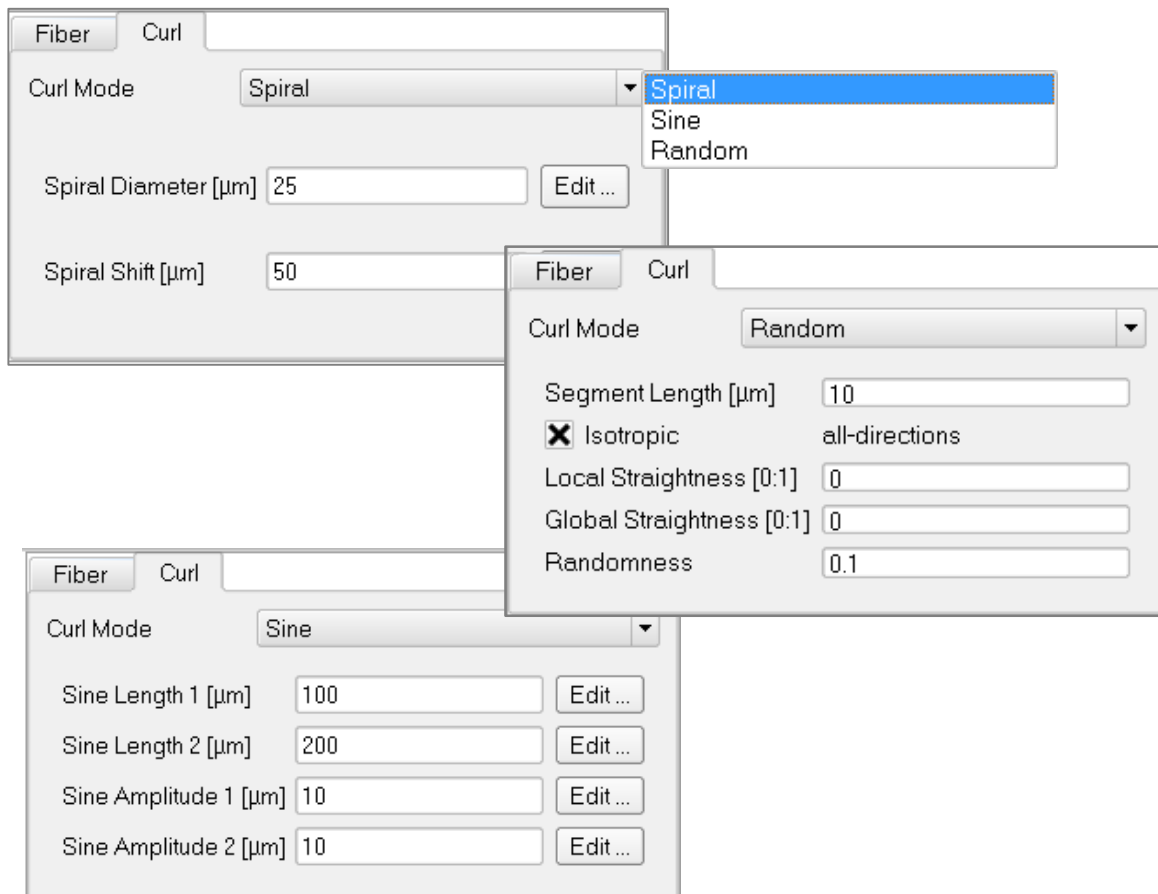 Fiber Curl
Curl Mode Spiral
Spiral
Sine
Random
Spiral Diameter [µm] 25 Edit ...
Spiral Shift [µm] 50
Fiber Curl
Curl Mode Random
Segment Length [µm] 10
Isotropic all-directions
Local Straightness [0:1] 0
Global Straightness [0:1] 0
Randomness 0.1
Fiber Curl
Curl Mode Sine
Sine Length 1 [µm] 100 Edit ...
Sine Length 2 [µm] 200 Edit ...
Sine Amplitude 1 [µm] 10 Edit ...
Sine Amplitude 2 [µm] 10 Edit ...